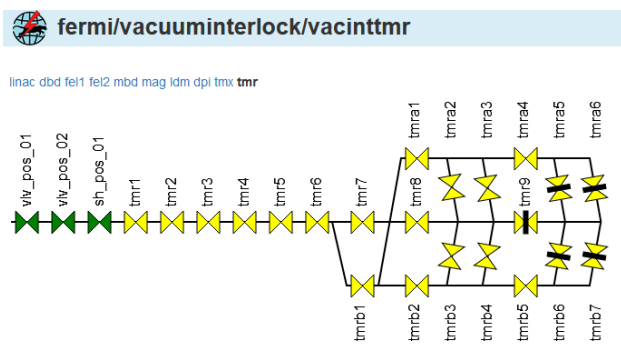 fermi/vacuuminterlock/vacinttmr
linac dbd fel1 fel2 mbd mag ldm dpi tmx tmr
vlv_pos_01 vlv_pos_02 sh_pos_01 tmr1 tmr2 tmr3 tmr4 tmr5 tmr6 tmr7 tmr8 tmr9
tmra1 tmra2 tmra3 tmra4 tmra5 tmra6
tmrb1 tmrb2 tmrb3 tmrb4 tmrb5 tmrb6 tmrb7